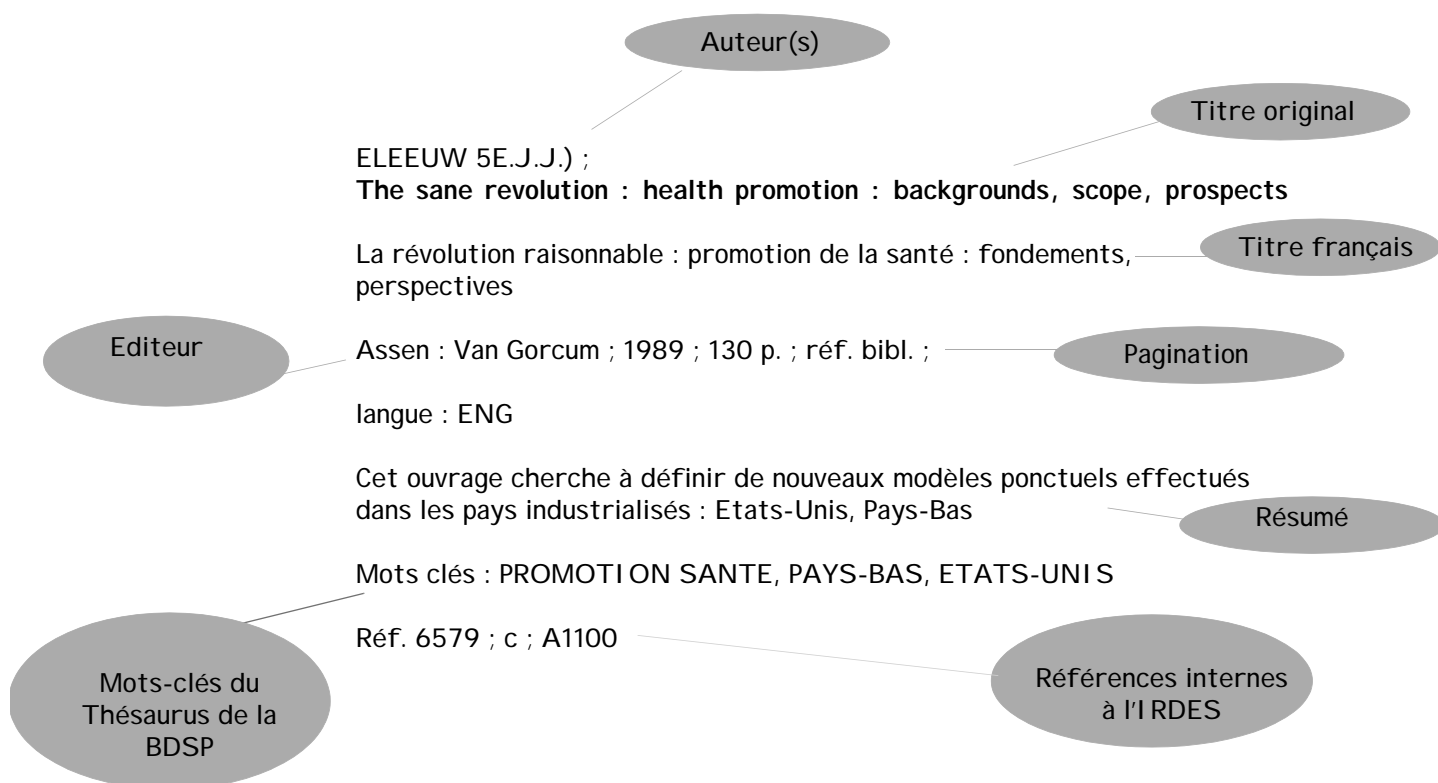 Auteur(s)
Titre original
ELEEUW 5E.J.J.) ;
The sane revolution : health promotion : backgrounds, scope, prospects
La révolution raisonnable : promotion de la santé : fondements,
perspectives
Titre français
Editeur
Assen : Van Gorcum ; 1989 ; 130 p. ; réf. bibl. ;
Pagination
langue : ENG
Cet ouvrage cherche à définir de nouveaux modèles ponctuels effectués
dans les pays industrialisés : Etats-Unis, Pays-Bas
Résumé
Mots clés : PROMOTION SANTE, PAYS-BAS, ETATS-UNIS
Réf. 6579 ; c ; A1100
Mots-clés du
Thésaurus de la
BDSP
Références internes
à l'IRDES